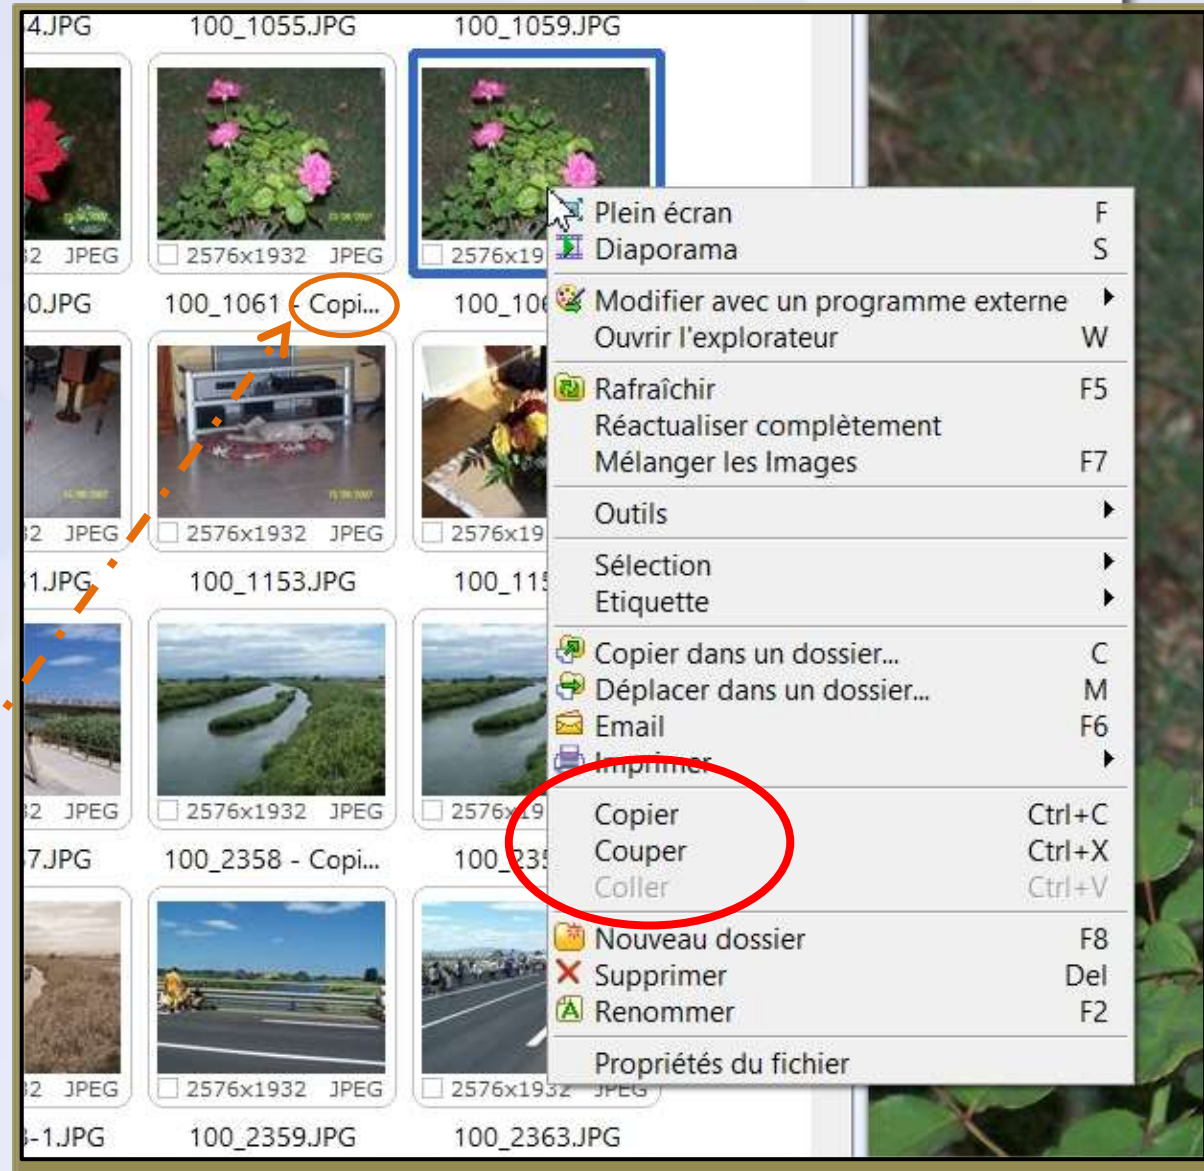 4.JPG 100_1055.JPG 100_1059.JPG
2 JPEG 2576x1932 JPEG 2576x19
0.JPG 100_1061 - Copi... 100_106
2 JPEG 2576x1932 JPEG 2576x19
1.JPG 100_1153.JPG 100_115
2 JPEG 2576x1932 JPEG 2576x19
7.JPG 100_2358 - Copi... 100_235
2 JPEG 2576x1932 JPEG 2576x1932 JPEG
-1.JPG 100_2359.JPG 100_2363.JPG
Plein écran F
Diaporama S
Modifier avec un programme externe
Ouvrir l'explorateur W
Rafraîchir F5
Réactualiser complètement
Mélanger les Images F7
Outils
Sélection
Etiquette
Copier dans un dossier... C
Déplacer dans un dossier... M
Email F6
Imprimer
Copier Ctrl+C
Couper Ctrl+X
Coller Ctrl+V
Nouveau dossier F8
Supprimer Del
Renommer F2
Propriétés du fichier